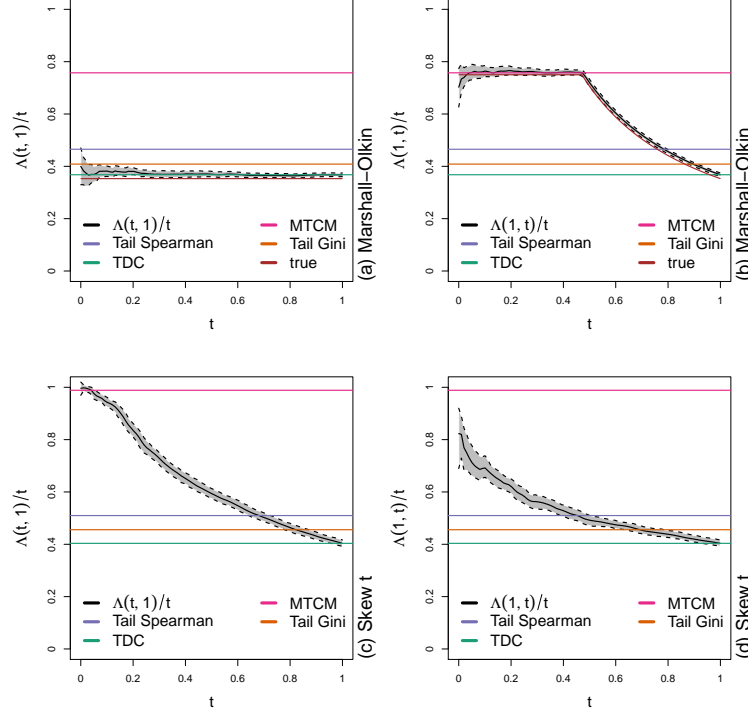 Λ(t, 1)/t
0 0.2 0.4 0.6 0.8 1
Λ(t, 1)/t
Tail Spearman
TDC
MTCM
Tail Gini
true
0 0.2 0.4 0.6 0.8 1
t
(a) Marshall−Olkin
Λ(1, t)/t
0 0.2 0.4 0.6 0.8 1
Λ(1, t)/t
Tail Spearman
TDC
MTCM
Tail Gini
true
0 0.2 0.4 0.6 0.8 1
t
(b) Marshall−Olkin
Λ(t, 1)/t
0 0.2 0.4 0.6 0.8 1
Λ(t, 1)/t
Tail Spearman
TDC
MTCM
Tail Gini
0 0.2 0.4 0.6 0.8 1
t
(c) Skew t
Λ(1, t)/t
0 0.2 0.4 0.6 0.8 1
Λ(1, t)/t
Tail Spearman
TDC
MTCM
Tail Gini
0 0.2 0.4 0.6 0.8 1
t
(d) Skew t